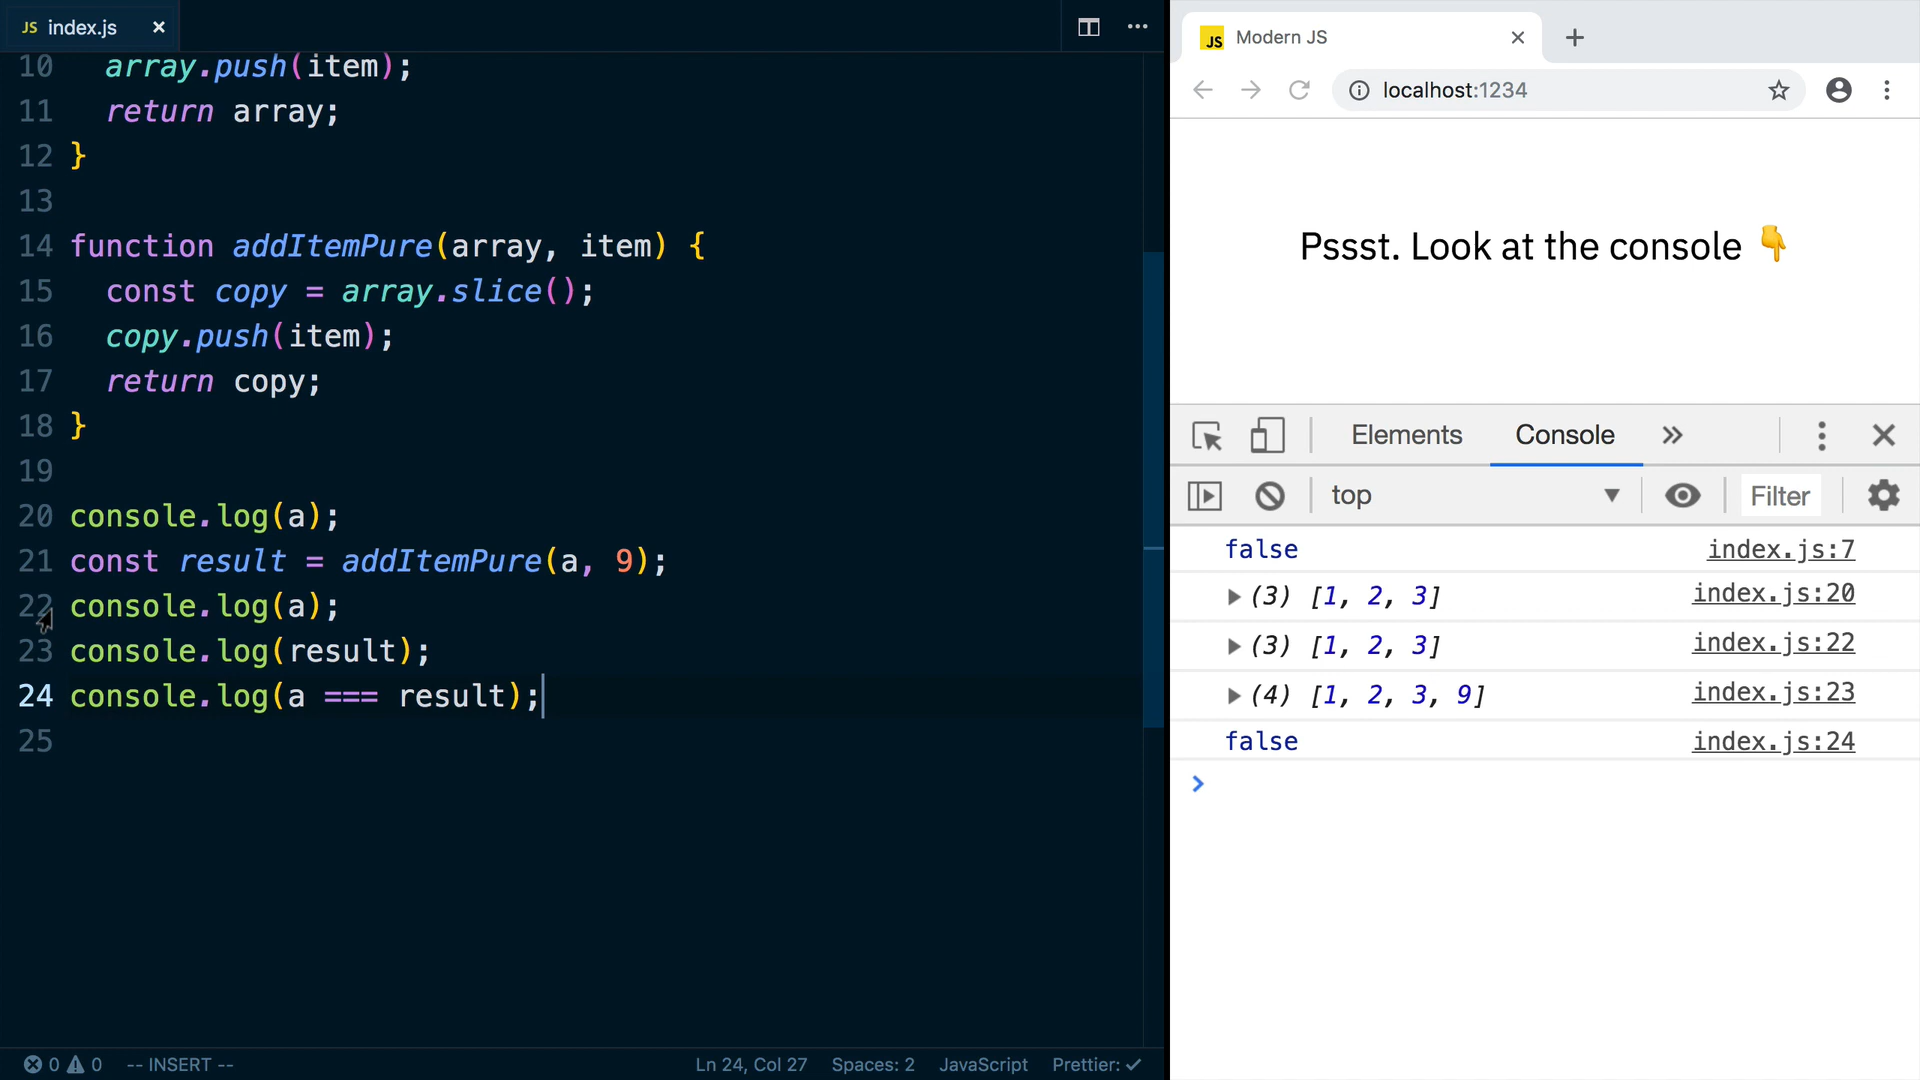 JS index.js ×
10 array.push(item);
11 return array;
12 }
13
14 function addItemPure(array, item) {
15 const copy = array.slice();
16 copy.push(item);
17 return copy;
18 }
19
20 console.log(a);
21 const result = addItemPure(a, 9);
22 console.log(a);
23 console.log(result);
24 console.log(a === result);
25
0 0 -- INSERT -- Ln 24, Col 27 Spaces: 2 JavaScript Prettier: ✓
JS Modern JS
localhost:1234
Pssst. Look at the console 👇
Elements Console »
top Filter
false index.js:7
(3) [1, 2, 3] index.js:20
(3) [1, 2, 3] index.js:22
(4) [1, 2, 3, 9] index.js:23
false index.js:24